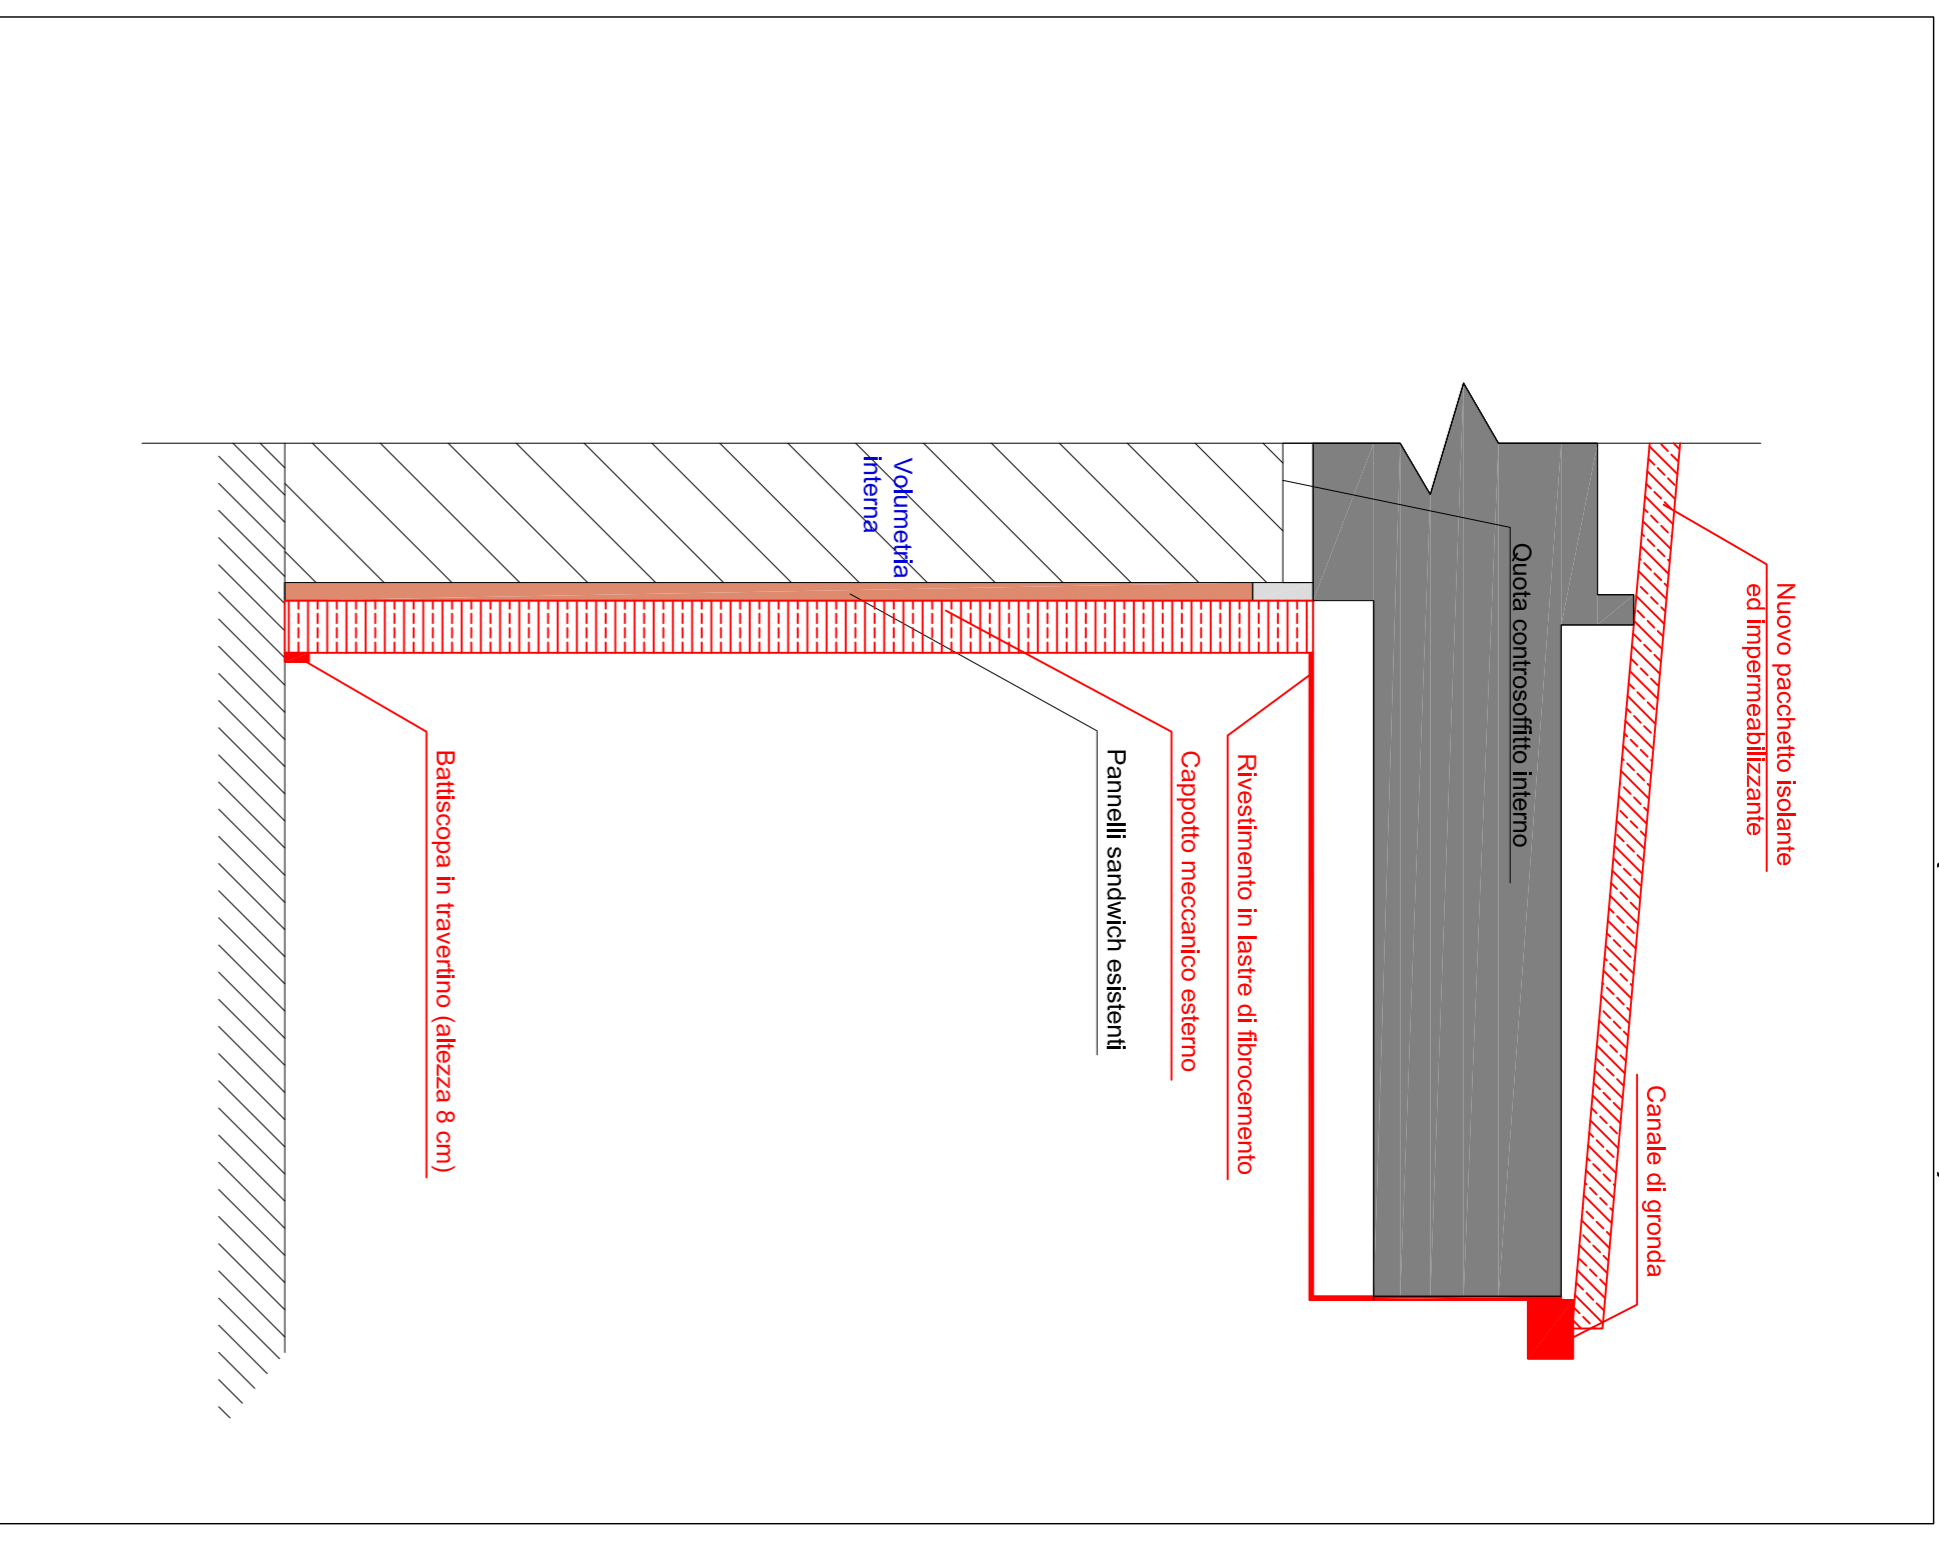 Nuovo pacchetto isolante
ed impermeabilizzante
Canale di gronda
Quota controsoffitto interno
Rivestimento in lastre di fibrocemento
Cappotto meccanico esterno
Pannelli sandwich esistenti
Volumetria
interna
Battiscopa in travertino (altezza 8 cm)